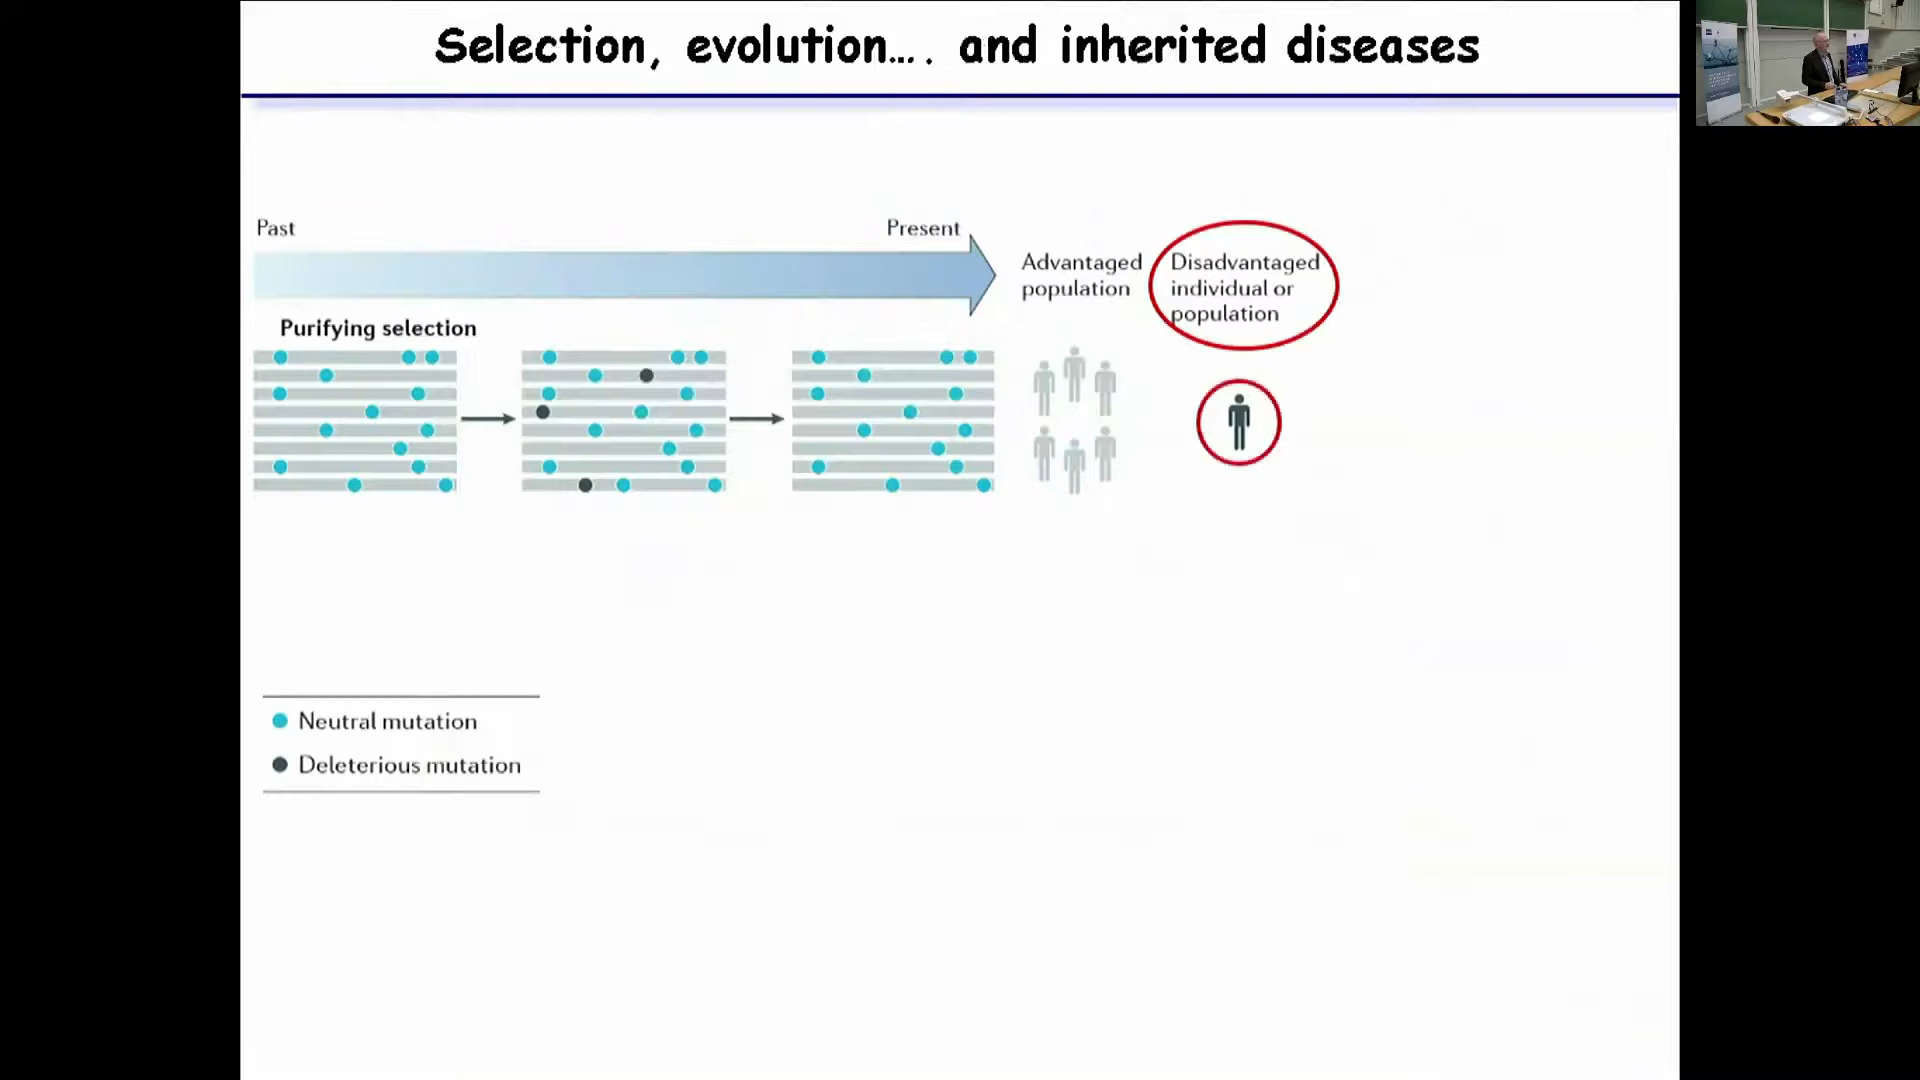 Selection, evolution.... and inherited diseases
Past
Present
Advantaged
population
Disadvantaged
individual or
population
Purifying selection
Neutral mutation
Deleterious mutation